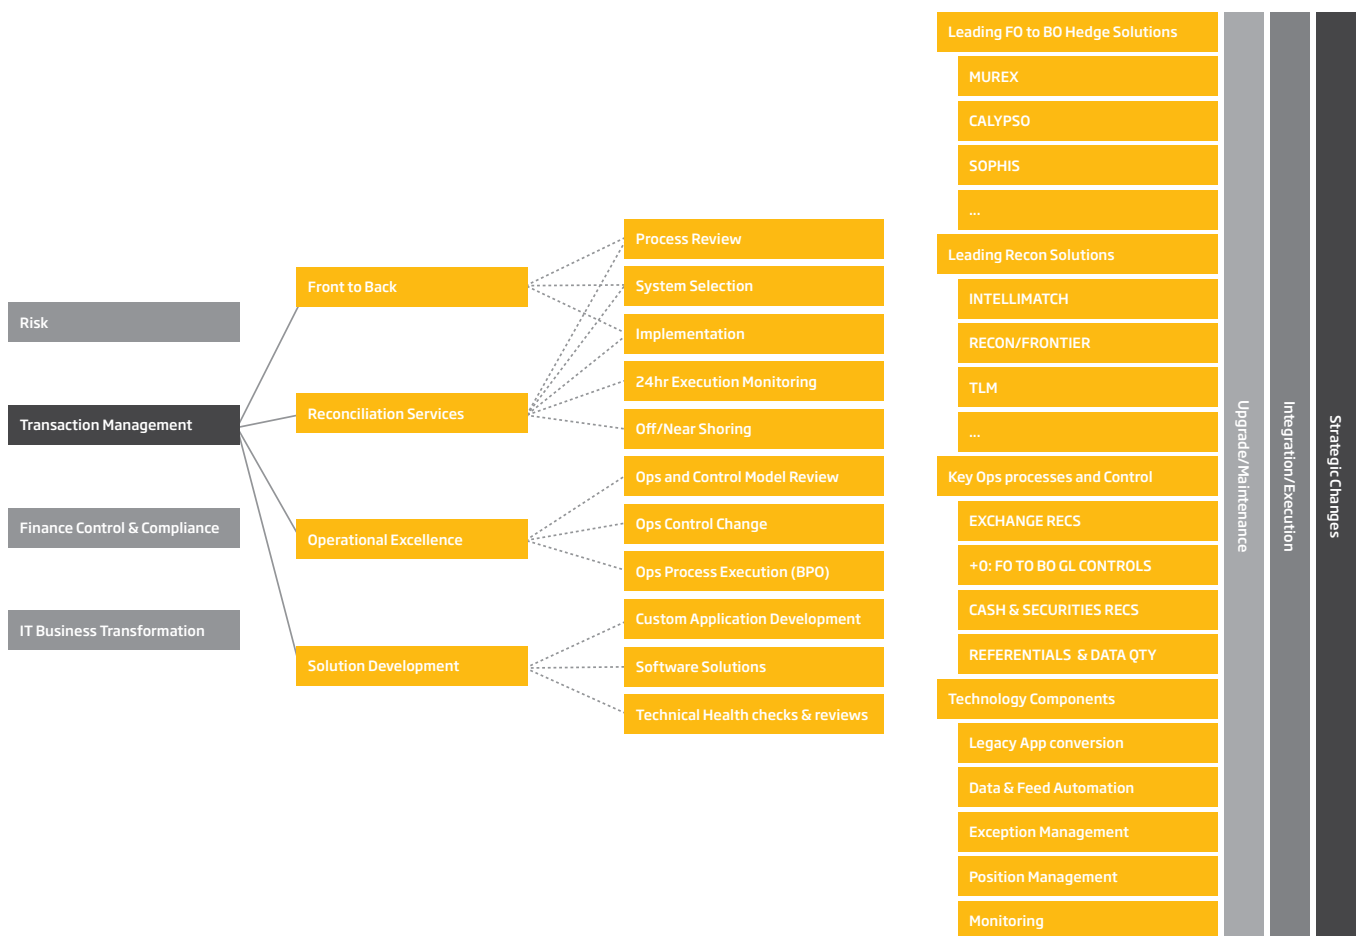 Risk
Transaction Management
Finance Control & Compliance
IT Business Transformation
Front to Back
Reconciliation Services
Operational Excellence
Solution Development
Process Review
System Selection
Implementation
24hr Execution Monitoring
Off/Near Shoring
Ops and Control Model Review
Ops Control Change
Ops Process Execution (BPO)
Custom Application Development
Software Solutions
Technical Health checks & reviews
Leading FO to BO Hedge Solutions
MUREX
CALYPSO
SOPHIS
...
Leading Recon Solutions
INTELLIMATCH
RECON/FRONTIER
TLM
...
Key Ops processes and Control
EXCHANGE RECS
+0: FO TO BO GL CONTROLS
CASH & SECURITIES RECS
REFERENTIALS & DATA QTY
Technology Components
Legacy App conversion
Data & Feed Automation
Exception Management
Position Management
Monitoring
Upgrade/Maintenance
Integration/Execution
Strategic Changes